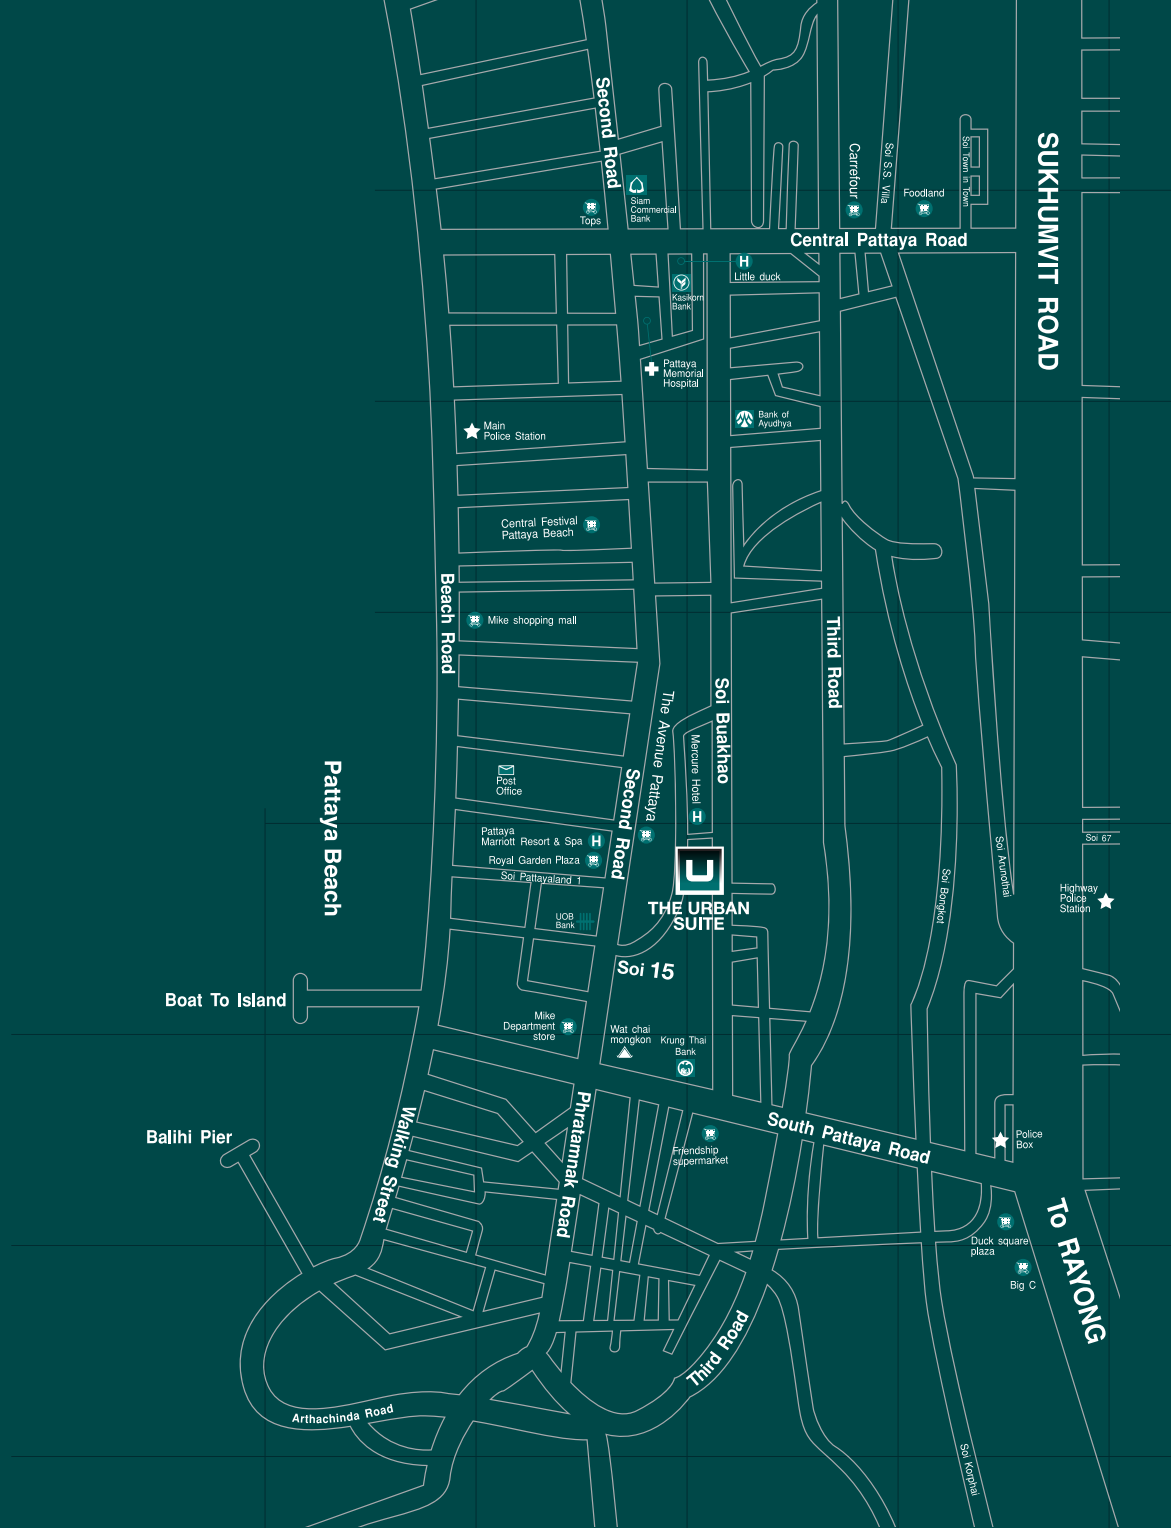 Second Road
SUKHUMVIT ROAD
Carrefour
Soi S.S. Villa
Soi Town in Town
Foodland
Siam
Commercial
Bank
Tops
Central Pattaya Road
Little duck
Kasikorn
Bank
Pattaya
Memorial
Hospital
Bank of
Ayudhya
Main
Police Station
Central Festival
Pattaya Beach
Beach Road
Mike shopping mall
Third Road
Soi Buakhao
The Avenue Pattaya
Mercure Hotel
Second Road
Pattaya Beach
Post
Office
Pattaya
Marriott Resort & Spa
Royal Garden Plaza
Soi Pattayaland 1
UOB
Bank
U
THE URBAN
SUITE
Soi 67
Soi Arunothai
Soi Bongkot
Highway
Police
Station
Soi 15
Boat To Island
Mike
Department
store
Wat chai
mongkon
Krung Thai
Bank
Balihi Pier
Walking Street
Phratamnak Road
South Pattaya Road
Friendship
supermarket
Police
Box
To RAYONG
Duck square
plaza
Big C
Third Road
Arthachinda Road
Soi Korphai